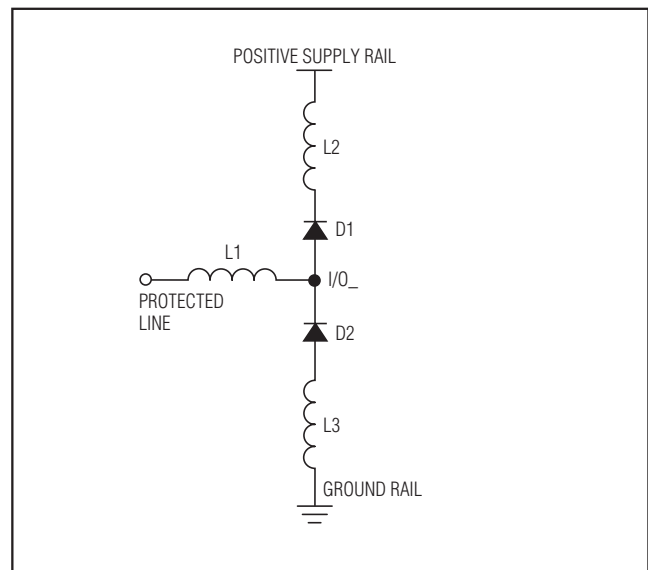 POSITIVE SUPPLY RAIL
L2
D1
L1
I/O_
PROTECTED
LINE
D2
L3
GROUND RAIL